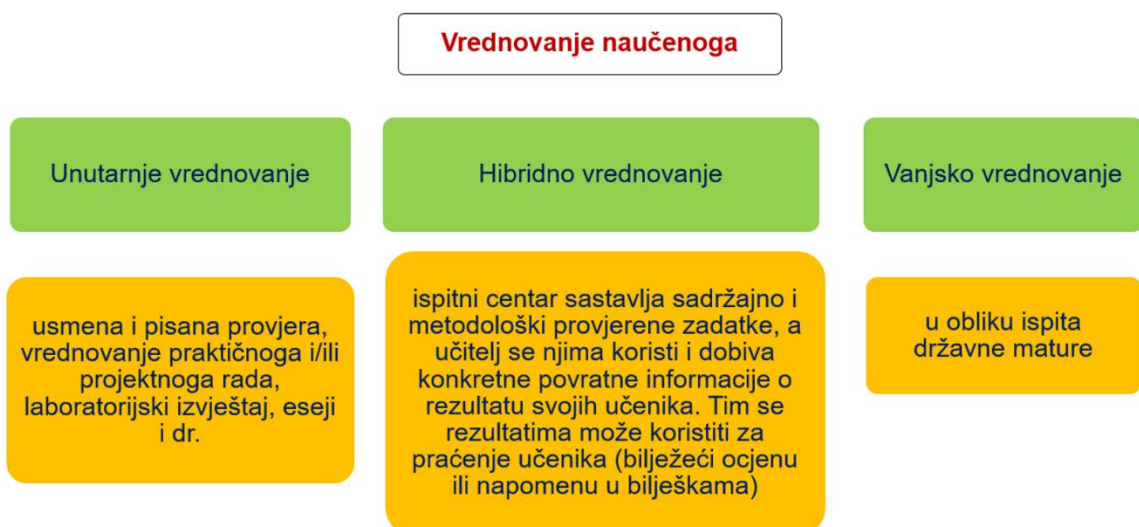 Vrednovanje naučenoga
Unutarnje vrednovanje
Hibridno vrednovanje
Vanjsko vrednovanje
usmena i pisana provjera,
vrednovanje praktičnoga i/ili
projektnoga rada,
laboratorijski izvještaj, eseji
i dr.
ispitni centar sastavlja sadržajno i
metodološki provjerene zadatke, a
učitelj se njima koristi i dobiva
konkretne povratne informacije o
rezultatu svojih učenika. Tim se
rezultatima može koristiti za
praćenje učenika (bilježeći ocjenu
ili napomenu u bilješkama)
u obliku ispita
državne mature